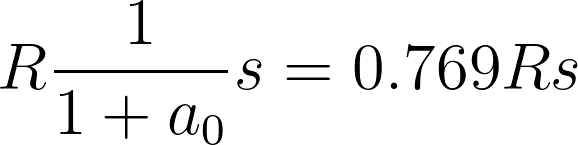 R \frac{1}{1 + a_0} s = 0.769Rs